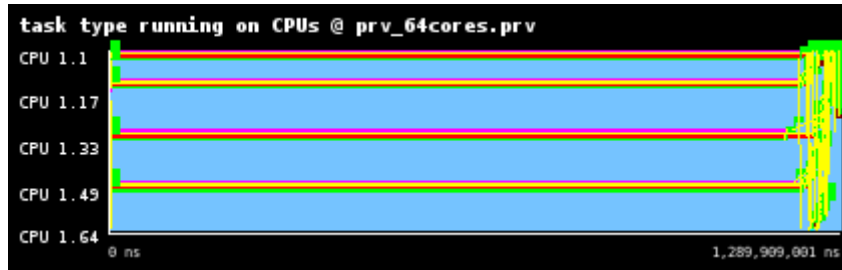 task type running on CPUs @ prv_64cores.prv
CPU 1.1
CPU 1.17
CPU 1.33
CPU 1.49
CPU 1.64
0 ns
1,289,909,001 ns